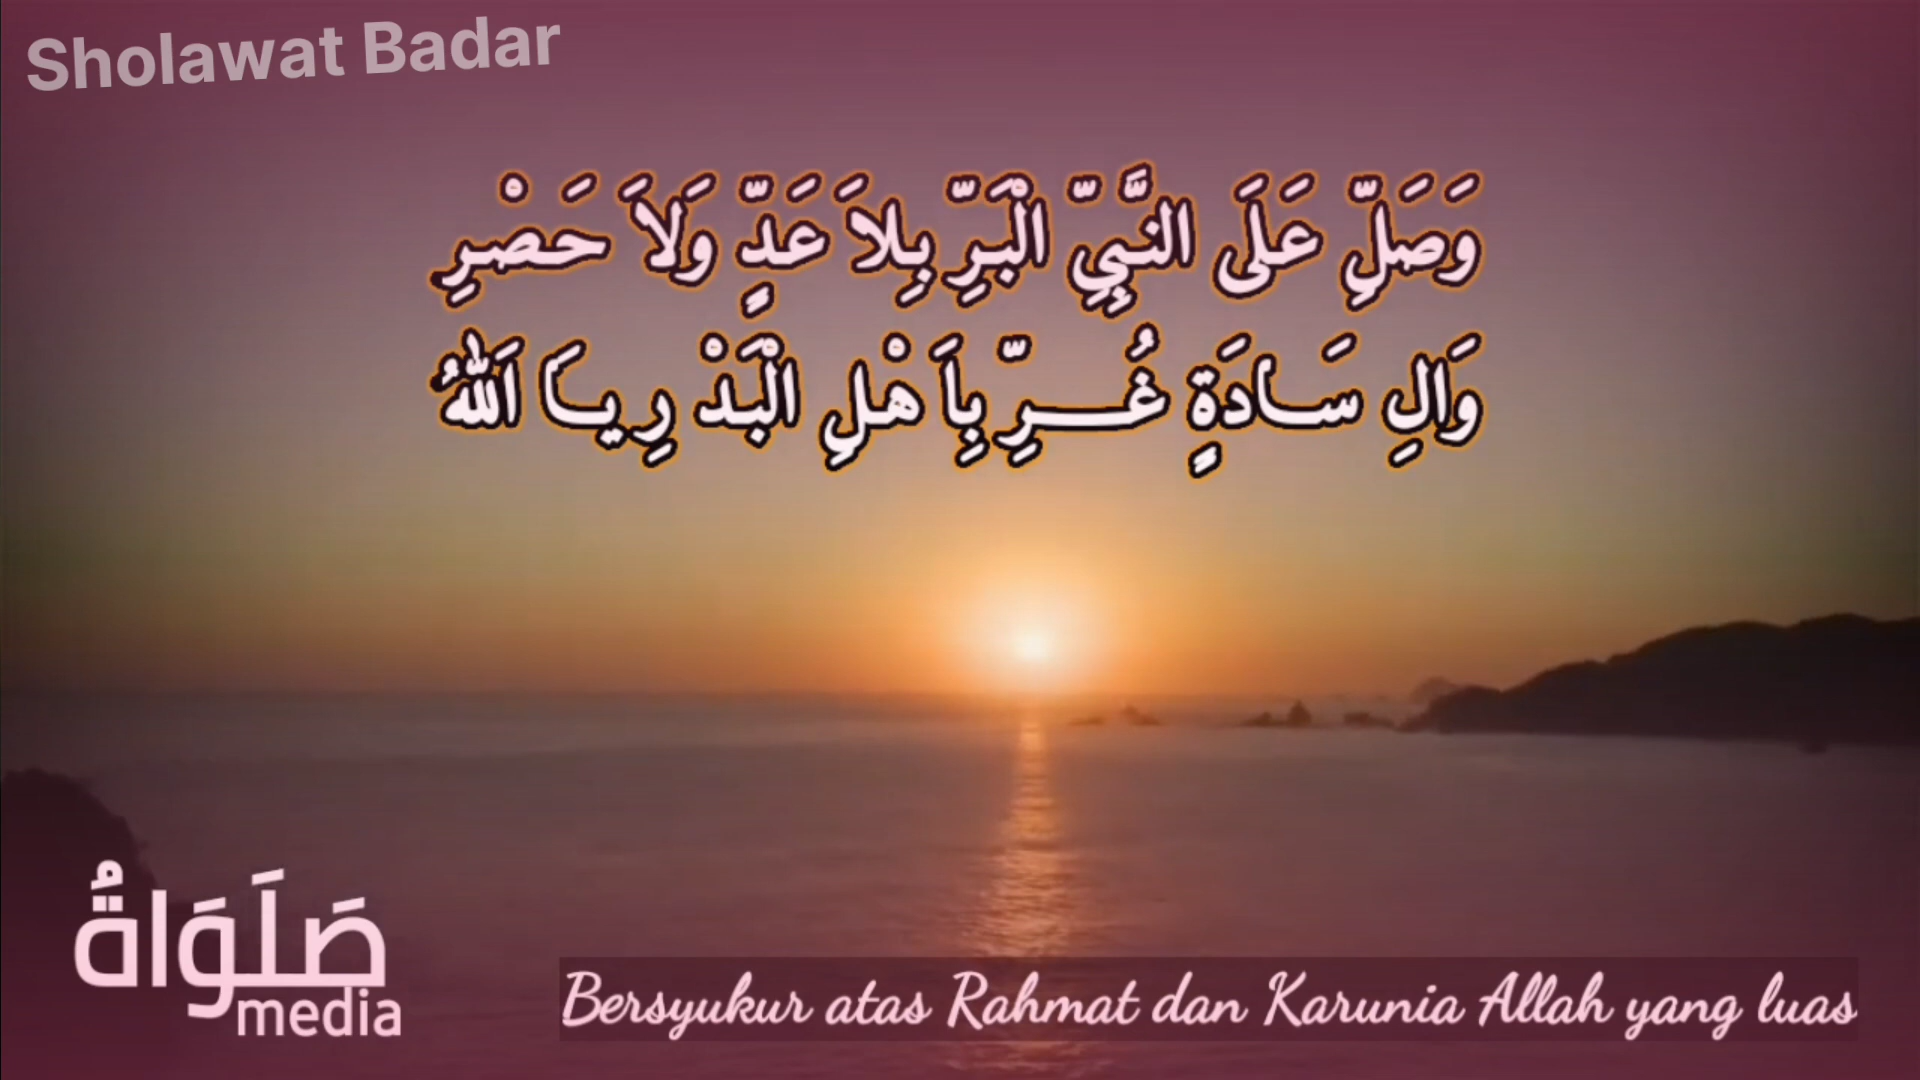 Sholawat Badar
وَصَلِّ عَلَى النَّبِيِّ الْبَرِّ بِلاَ عَدٍّ وَلاَ حَصْرِ
وَالِ سَادَةٍ غُرِّ بِاَ هْلِ الْبَدْ رِ يَا اَللهُ
صَلَوَاةُ
media
Bersyukur atas Rahmat dan Karunia Allah yang luas